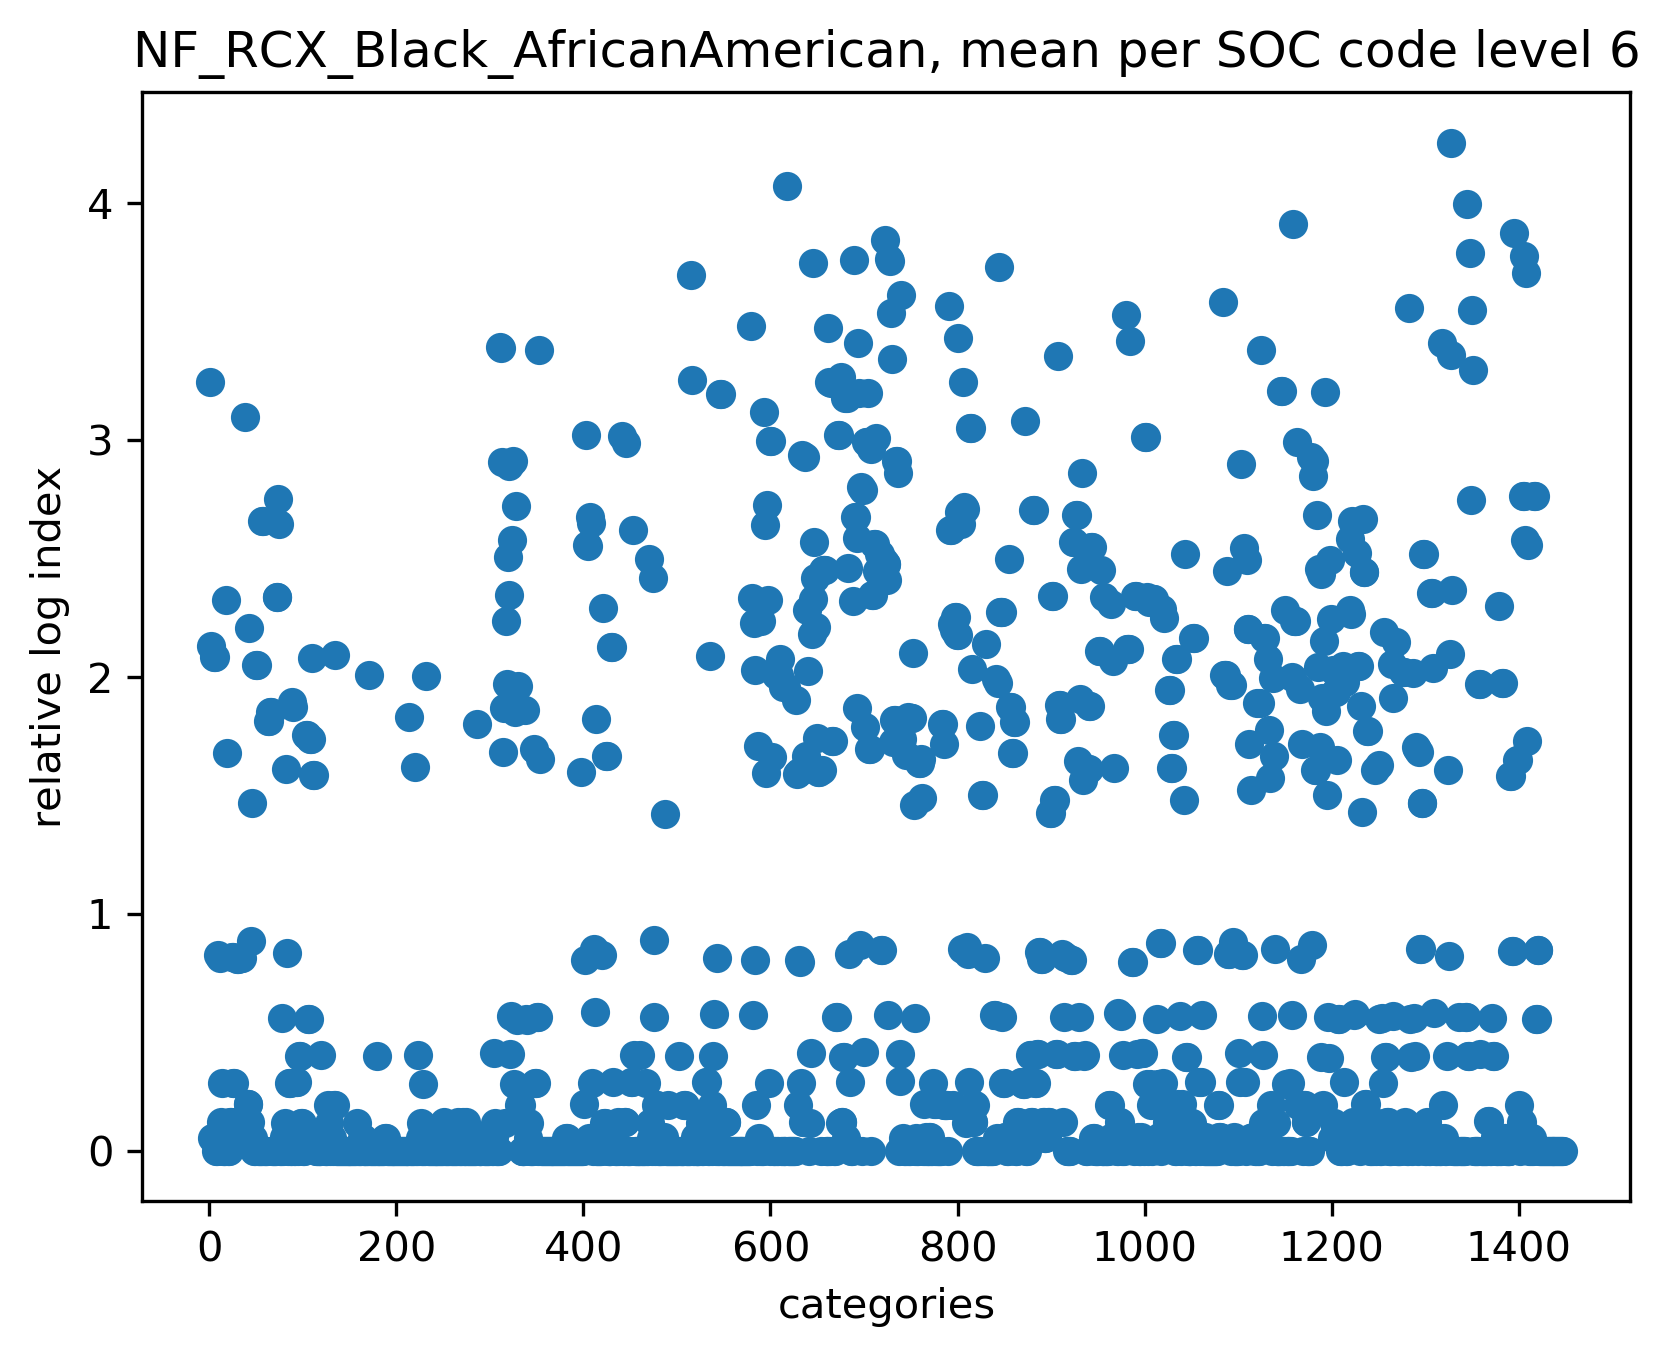 NF_RCX_Black_AfricanAmerican, mean per SOC code level 6
relative log index
4
3
2
1
0
0 200 400 600 800 1000 1200 1400
categories